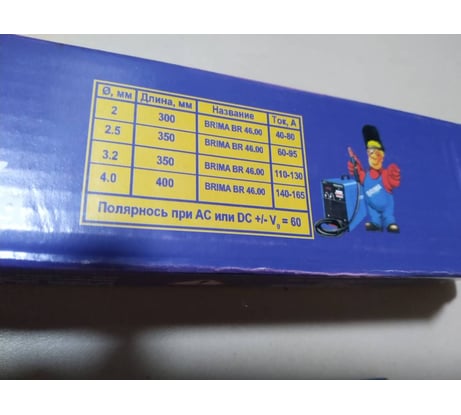 Ø, мм Длина, мм Название Ток, А
2 300 BRIMA BR 46.00 40-80
2.5 350 BRIMA BR 46.00 60-95
3.2 350 BRIMA BR 46.00 110-130
4.0 400 BRIMA BR 46.00 140-165
Полярнось при AC или DC +/- V₀ = 60